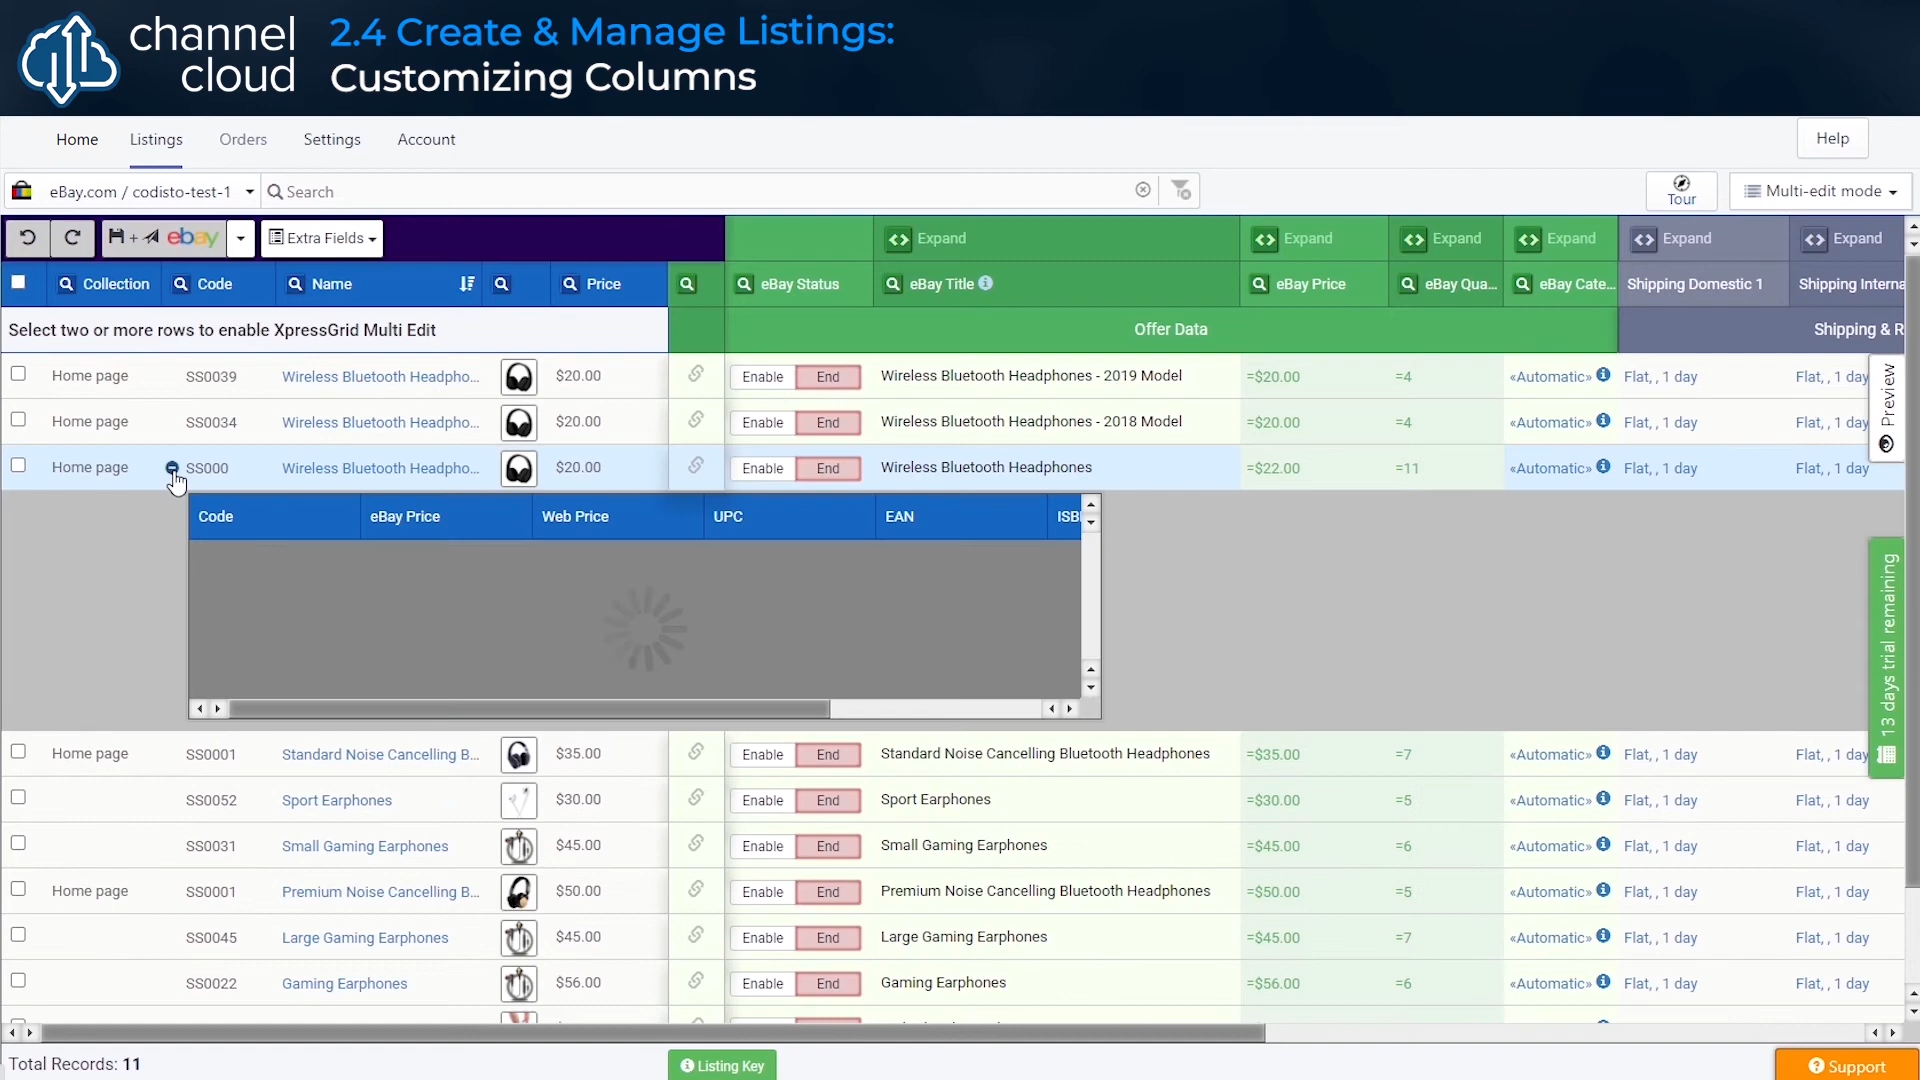 channel
cloud
2.4 Create & Manage Listings:
Customizing Columns
Home Listings Orders Settings Account Help
eBay.com / codisto-test-1 Search Tour Multi-edit mode
+ ebay Extra Fields Expand Expand Expand Expand Expand Expand
Collection Code Name Price eBay Status eBay Title eBay Price eBay Qua... eBay Cate... Shipping Domestic 1 Shipping Interna
Select two or more rows to enable XpressGrid Multi Edit Offer Data Shipping & R
Home page SS0039 Wireless Bluetooth Headpho... $20.00 Enable End Wireless Bluetooth Headphones - 2019 Model =$20.00 =4 «Automatic» Flat, , 1 day Flat, , 1 day
Home page SS0034 Wireless Bluetooth Headpho... $20.00 Enable End Wireless Bluetooth Headphones - 2018 Model =$20.00 =4 «Automatic» Flat, , 1 day Flat, , 1 day
Preview
Home page SS000 Wireless Bluetooth Headpho... $20.00 Enable End Wireless Bluetooth Headphones =$22.00 =11 «Automatic» Flat, , 1 day Flat, , 1 day
Code eBay Price Web Price UPC EAN ISB
13 days trial remaining
Home page SS0001 Standard Noise Cancelling B... $35.00 Enable End Standard Noise Cancelling Bluetooth Headphones =$35.00 =7 «Automatic» Flat, , 1 day Flat, , 1 day
SS0052 Sport Earphones $30.00 Enable End Sport Earphones =$30.00 =5 «Automatic» Flat, , 1 day Flat, , 1 day
SS0031 Small Gaming Earphones $45.00 Enable End Small Gaming Earphones =$45.00 =6 «Automatic» Flat, , 1 day Flat, , 1 day
Home page SS0001 Premium Noise Cancelling B... $50.00 Enable End Premium Noise Cancelling Bluetooth Headphones =$50.00 =5 «Automatic» Flat, , 1 day Flat, , 1 day
SS0045 Large Gaming Earphones $45.00 Enable End Large Gaming Earphones =$45.00 =7 «Automatic» Flat, , 1 day Flat, , 1 day
SS0022 Gaming Earphones $56.00 Enable End Gaming Earphones =$56.00 =6 «Automatic» Flat, , 1 day Flat, , 1 day
Total Records: 11 Listing Key Support